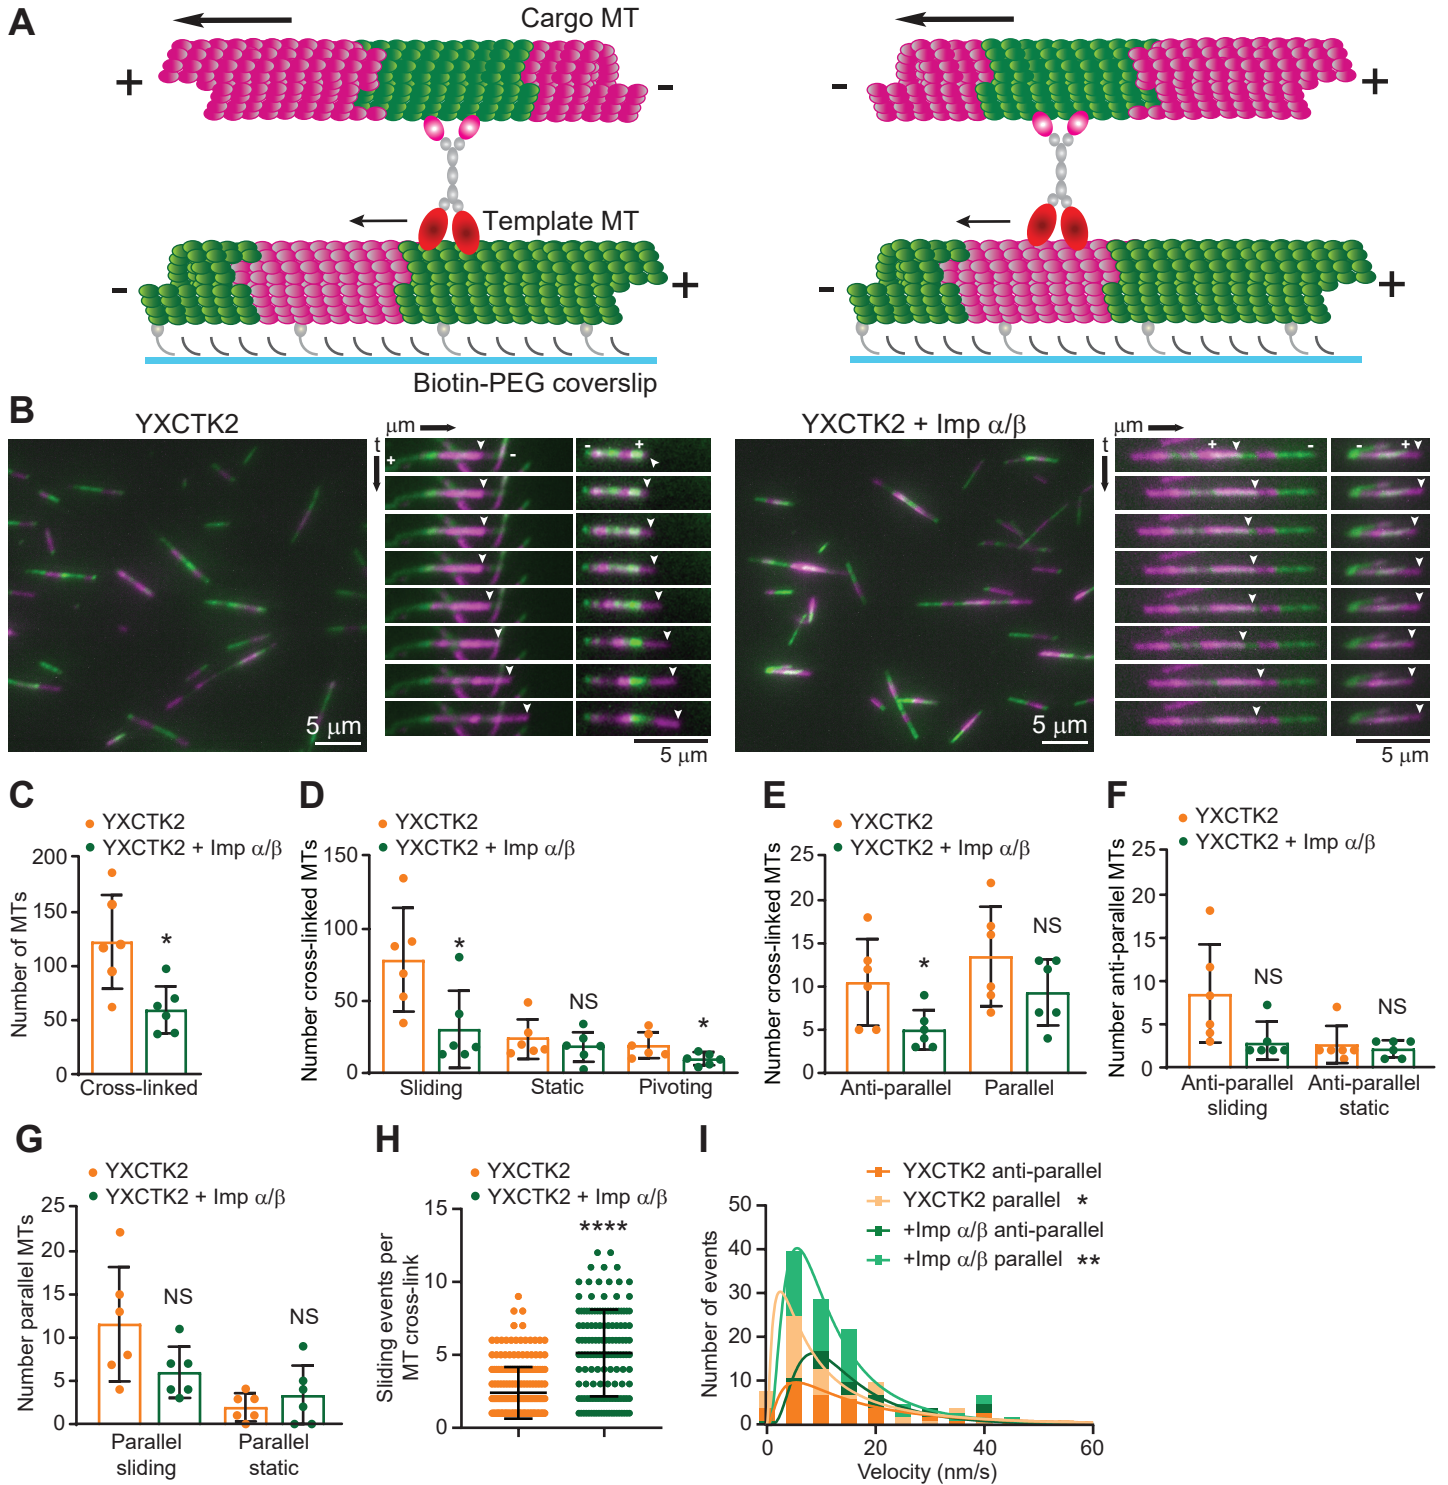 A
Cargo MT
+
-
-
+
Template MT
-
+
-
+
Biotin-PEG coverslip
B
YXCTK2
μm
t
+
-
-
+
5 μm
5 μm
YXCTK2 + Imp α/β
μm
t
+
-
-
+
5 μm
5 μm
C
YXCTK2
YXCTK2 + Imp α/β
Number of MTs
200
150
100
50
0
*
Cross-linked
D
YXCTK2
YXCTK2 + Imp α/β
Number cross-linked MTs
150
100
50
0
*
NS
*
Sliding
Static
Pivoting
E
YXCTK2
YXCTK2 + Imp α/β
Number cross-linked MTs
25
20
15
10
5
0
*
NS
Anti-parallel
Parallel
F
YXCTK2
YXCTK2 + Imp α/β
Number anti-parallel MTs
25
20
15
10
5
0
NS
NS
Anti-parallel
sliding
Anti-parallel
static
G
YXCTK2
YXCTK2 + Imp α/β
Number parallel MTs
25
20
15
10
5
0
NS
NS
Parallel
sliding
Parallel
static
H
YXCTK2
YXCTK2 + Imp α/β
Sliding events per
MT cross-link
15
10
5
0
****
I
YXCTK2 anti-parallel
YXCTK2 parallel *
+Imp α/β anti-parallel
+Imp α/β parallel **
Number of events
50
40
30
20
10
0
0
20
40
60
Velocity (nm/s)